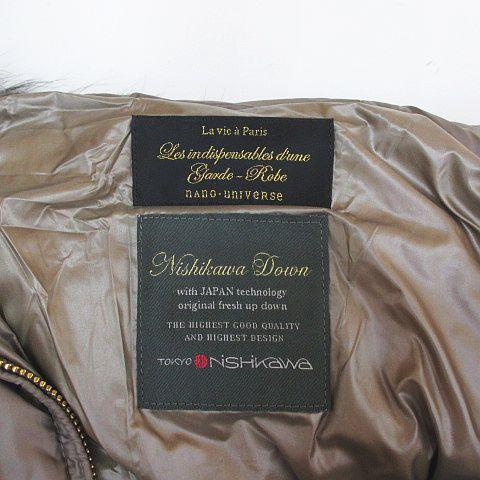 La vie à Paris
Les indispensables d'une
Garde-Robe
nano·universe
Nishikawa Down
with JAPAN technology
original fresh up down
THE HIGHEST GOOD QUALITY
AND HIGHEST DESIGN
TOKYO NiSHiKAWA